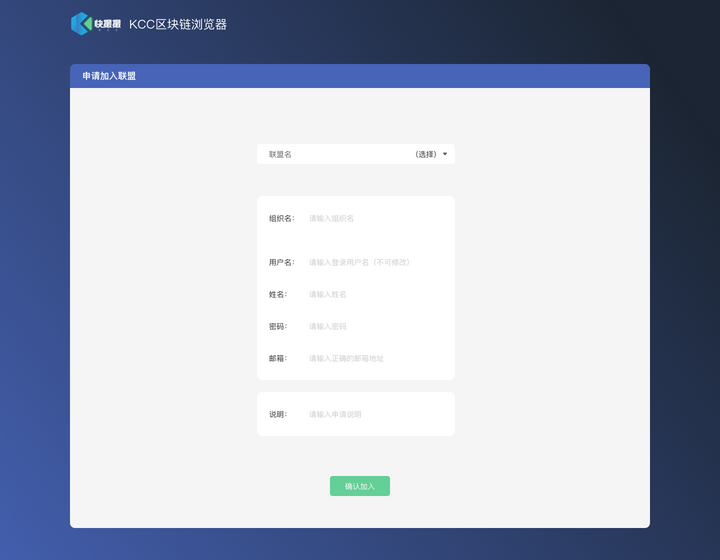 快服服 KCC区块链浏览器
申请加入联盟
联盟名 （选择）
组织名： 请输入组织名
用户名： 请输入登录用户名（不可修改）
姓名： 请输入姓名
密码： 请输入密码
邮箱： 请输入正确的邮箱地址
说明： 请输入申请说明
确认加入